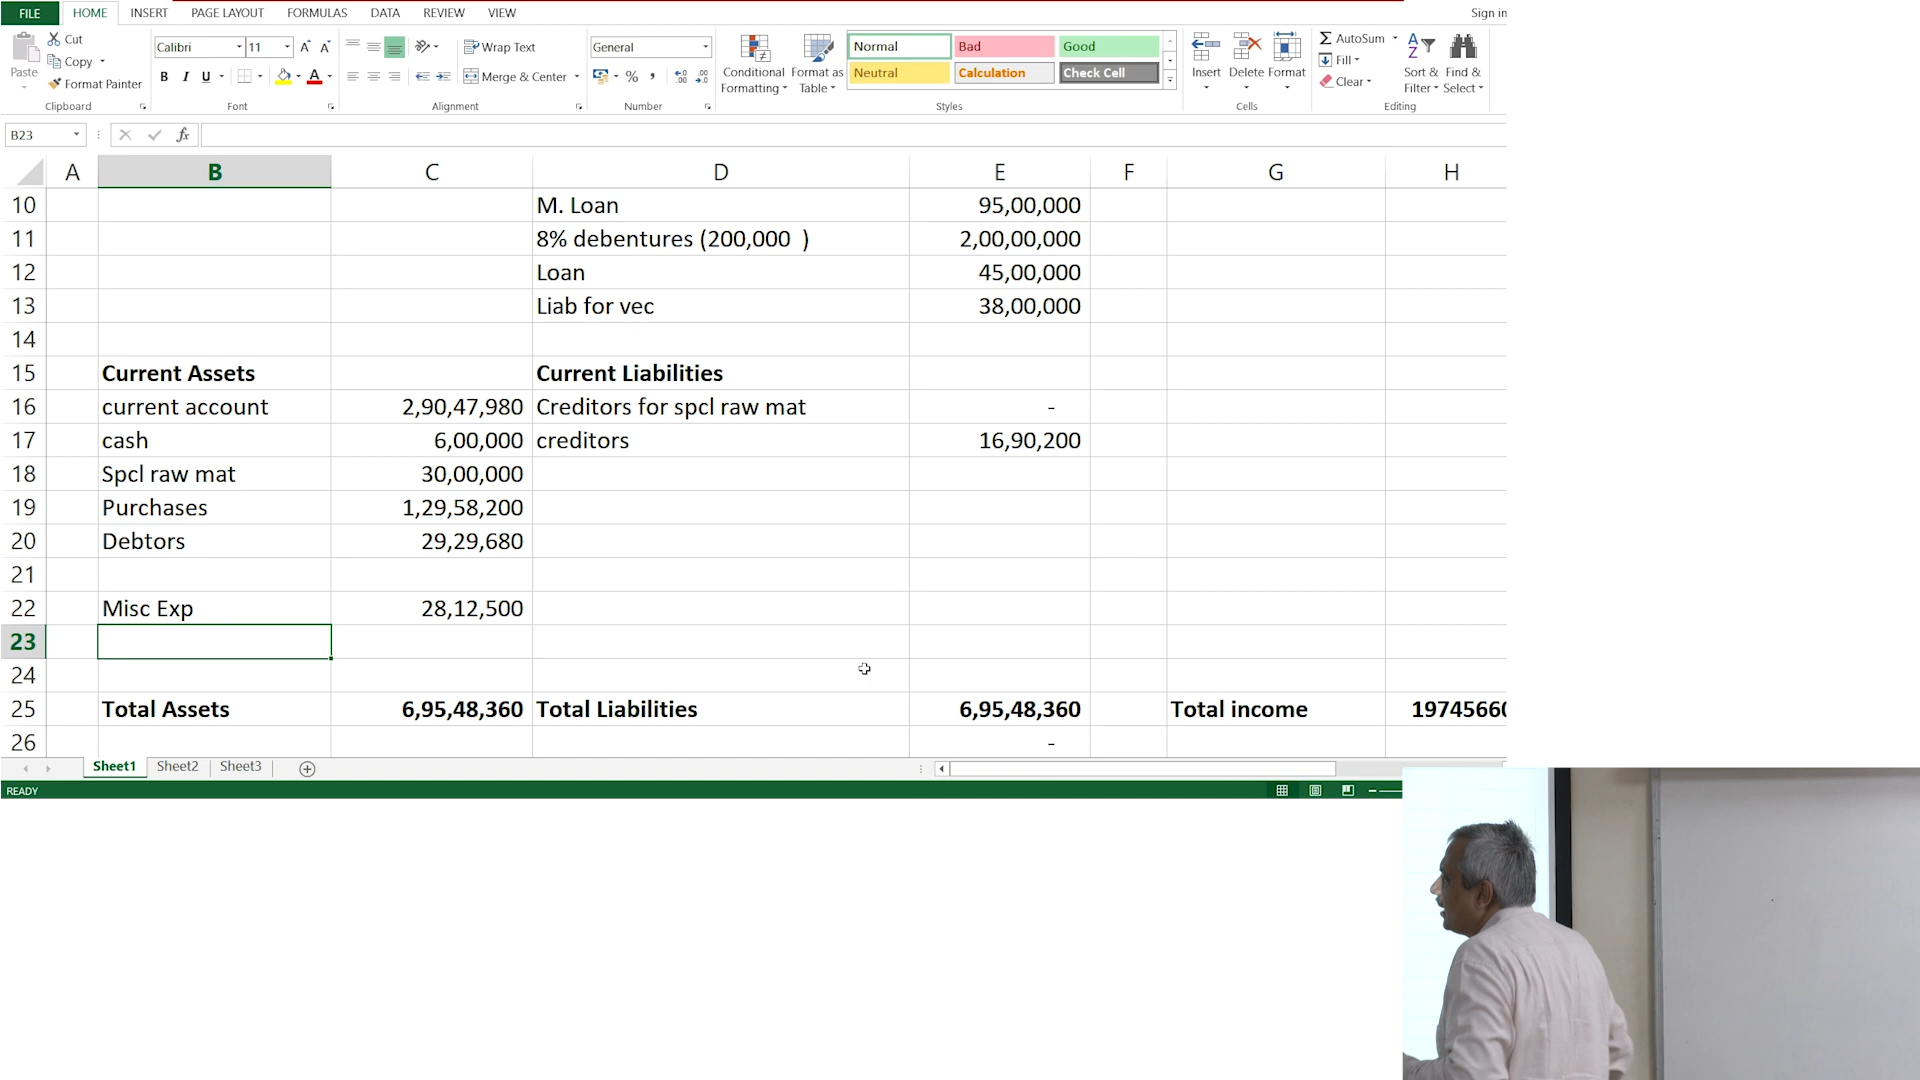 FILE HOME INSERT PAGE LAYOUT FORMULAS DATA REVIEW VIEW Sign in
Paste Cut Copy Format Painter
Clipboard
Calibri 11 A A
B I U A
Font
Wrap Text
Merge & Center
Alignment
General
% ,
Number
Conditional Formatting Format as Table
Normal Bad Good
Neutral Calculation Check Cell
Styles
Insert Delete Format
Cells
AutoSum Fill Clear
Sort & Filter Find & Select
Editing
B23 fx
A B C D E F G H
10 M. Loan 95,00,000
11 8% debentures (200,000 ) 2,00,00,000
12 Loan 45,00,000
13 Liab for vec 38,00,000
14
15 Current Assets Current Liabilities
16 current account 2,90,47,980 Creditors for spcl raw mat -
17 cash 6,00,000 creditors 16,90,200
18 Spcl raw mat 30,00,000
19 Purchases 1,29,58,200
20 Debtors 29,29,680
21
22 Misc Exp 28,12,500
23
24
25 Total Assets 6,95,48,360 Total Liabilities 6,95,48,360 Total income 19745660
26 -
Sheet1 Sheet2 Sheet3
READY